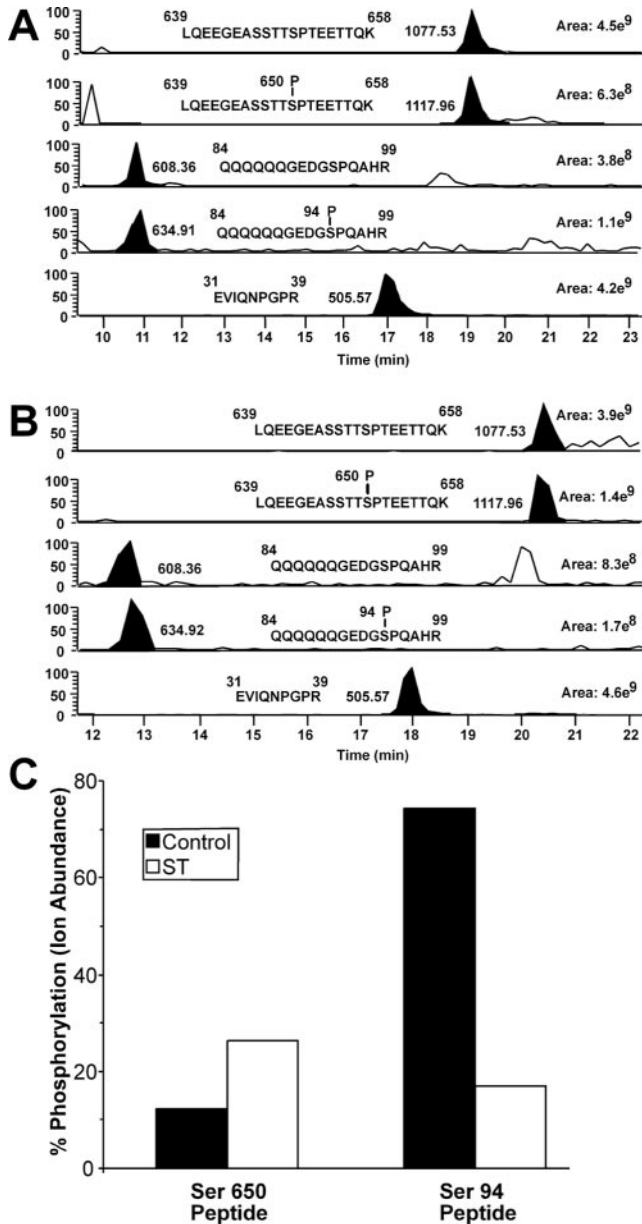 A
639 658
LQEEGEASSTTSPTEETTQK 1077.53 Area: 4.5e9
100
50
0
639 650 P 658
LQEEGEASSTTSPTEETTQK 1117.96 Area: 6.3e8
100
50
0
84 99
608.36 QQQQQQGEDGSPQAHR Area: 3.8e8
100
50
0
84 94 P 99
634.91 QQQQQQGEDGSPQAHR Area: 1.1e9
100
50
0
31 39
EVIQNPGPR 505.57 Area: 4.2e9
100
50
0
10 11 12 13 14 15 16 17 18 19 20 21 22 23
Time (min)
B
639 658
LQEEGEASSTTSPTEETTQK 1077.53 Area: 3.9e9
100
50
0
639 650 P 658
LQEEGEASSTTSPTEETTQK 1117.96 Area: 1.4e9
100
50
0
84 99
608.36 QQQQQQGEDGSPQAHR Area: 8.3e8
100
50
0
84 94 P 99
634.92 QQQQQQGEDGSPQAHR Area: 1.7e8
100
50
0
31 39
EVIQNPGPR 505.57 Area: 4.6e9
100
50
0
12 13 14 15 16 17 18 19 20 21 22
Time (min)
C
% Phosphorylation (Ion Abundance)
80
60
40
20
0
Control
ST
Ser 650 Ser 94
Peptide Peptide